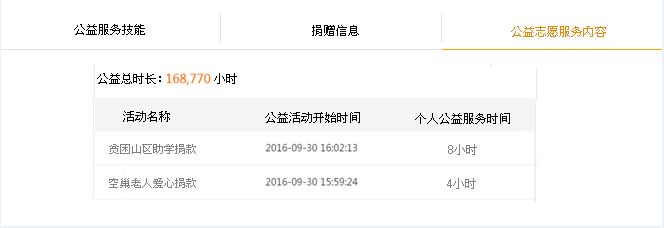 公益服务技能 捐赠信息 公益志愿服务内容
公益总时长：168,770 小时
活动名称 公益活动开始时间 个人公益服务时间
贫困山区助学捐款 2016-09-30 16:02:13 8小时
空巢老人爱心捐款 2016-09-30 15:59:24 4小时